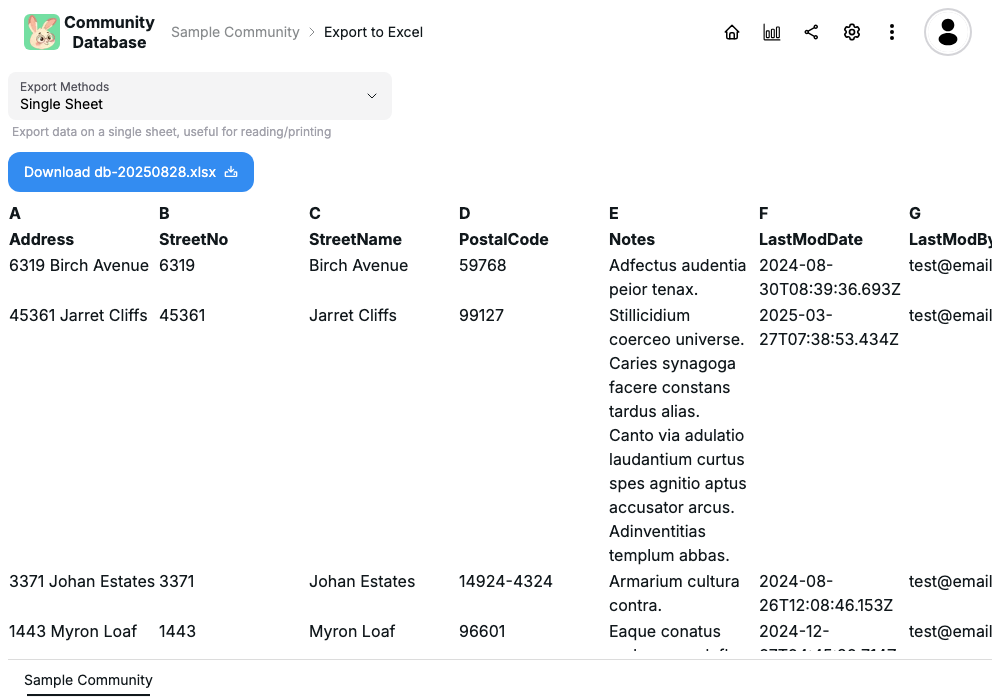 Community Database
Sample Community > Export to Excel
Export Methods
Single Sheet
Export data on a single sheet, useful for reading/printing
Download db-20250828.xlsx
A B C D E F G
Address StreetNo StreetName PostalCode Notes LastModDate LastModBy
6319 Birch Avenue 6319 Birch Avenue 59768 Adfectus audentia 2024-08- test@email
peior tenax. 30T08:39:36.693Z
45361 Jarret Cliffs 45361 Jarret Cliffs 99127 Stillicidium 2025-03- test@email
coerceo universe. 27T07:38:53.434Z
Caries synagoga
facere constans
tardus alias.
Canto via adulatio
laudantium curtus
spes agnitio aptus
accusator arcus.
Adinventitias
templum abbas.
3371 Johan Estates 3371 Johan Estates 14924-4324 Armarium cultura 2024-08- test@email
contra. 26T12:08:46.153Z
1443 Myron Loaf 1443 Myron Loaf 96601 Eaque conatus 2024-12- test@email
Sample Community